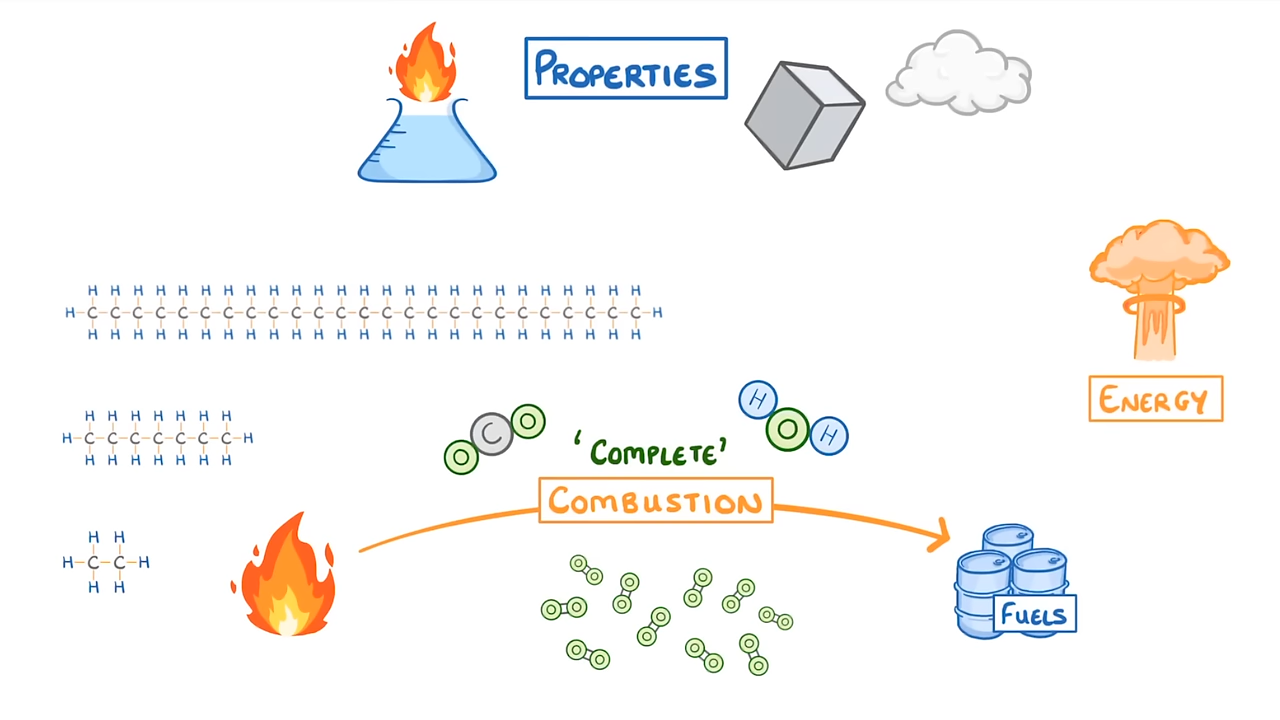 PROPERTIES
H H H H H H H H H H H H H H H H H H H H H H H H H
H-C-C-C-C-C-C-C-C-C-C-C-C-C-C-C-C-C-C-C-C-C-C-C-C-C-H
H H H H H H H H H H H H H H H H H H H H H H H H H
ENERGY
H H H H H H H
H-C-C-C-C-C-C-C-H
H H H H H H H
O C O
H O H
'COMPLETE'
COMBUSTION
H H
H-C-C-H
H H
O O
O O
O O
O O
O O
O O
O O
O O
O O
O O
FUELS